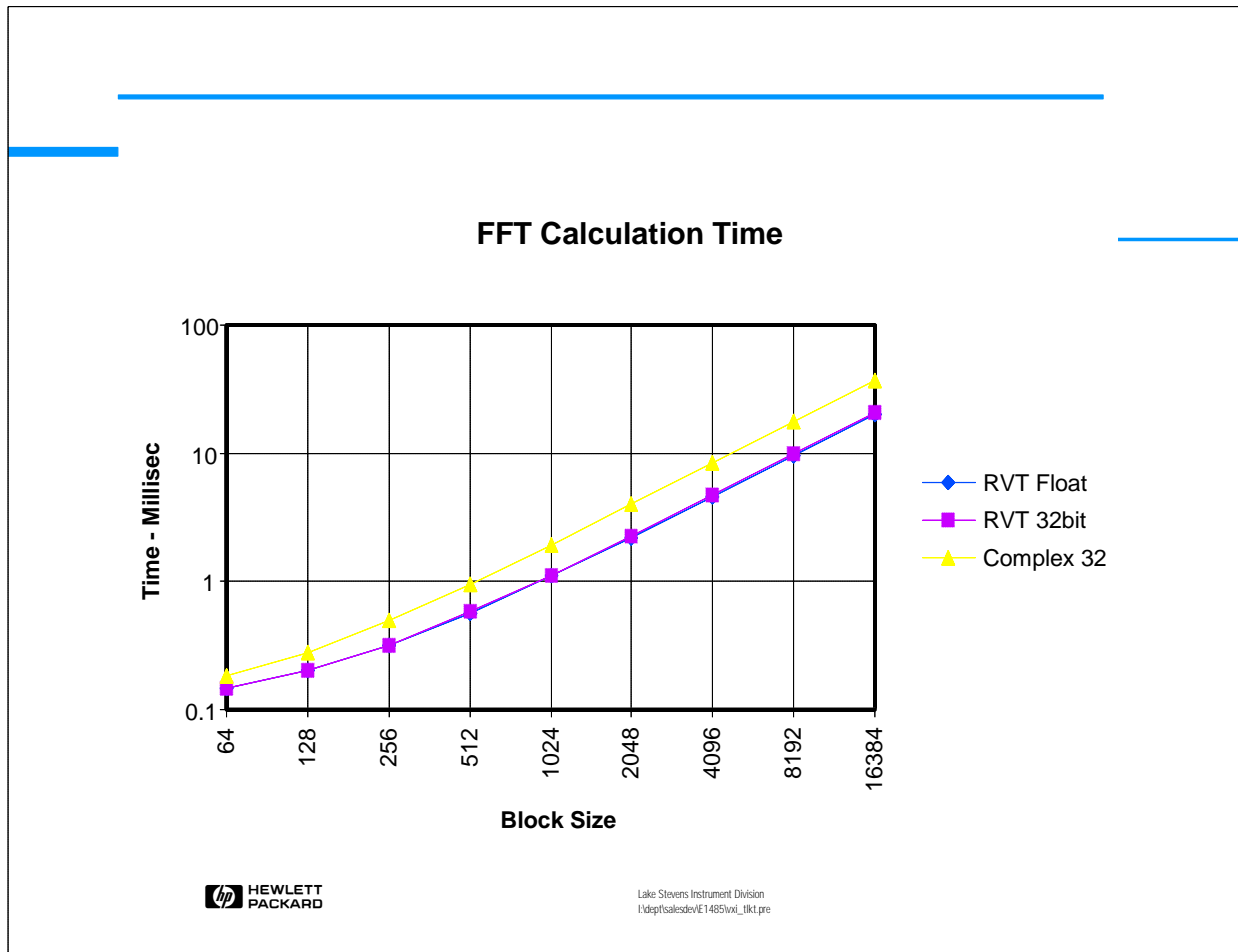 FFT Calculation Time
100
10
1
0.1
Time - Millisec
64
128
256
512
1024
2048
4096
8192
16384
Block Size
RVT Float
RVT 32bit
Complex 32
hp HEWLETT
PACKARD
Lake Stevens Instrument Division
I:\dept\salesdev\E1485\vxi_tlkt.pre